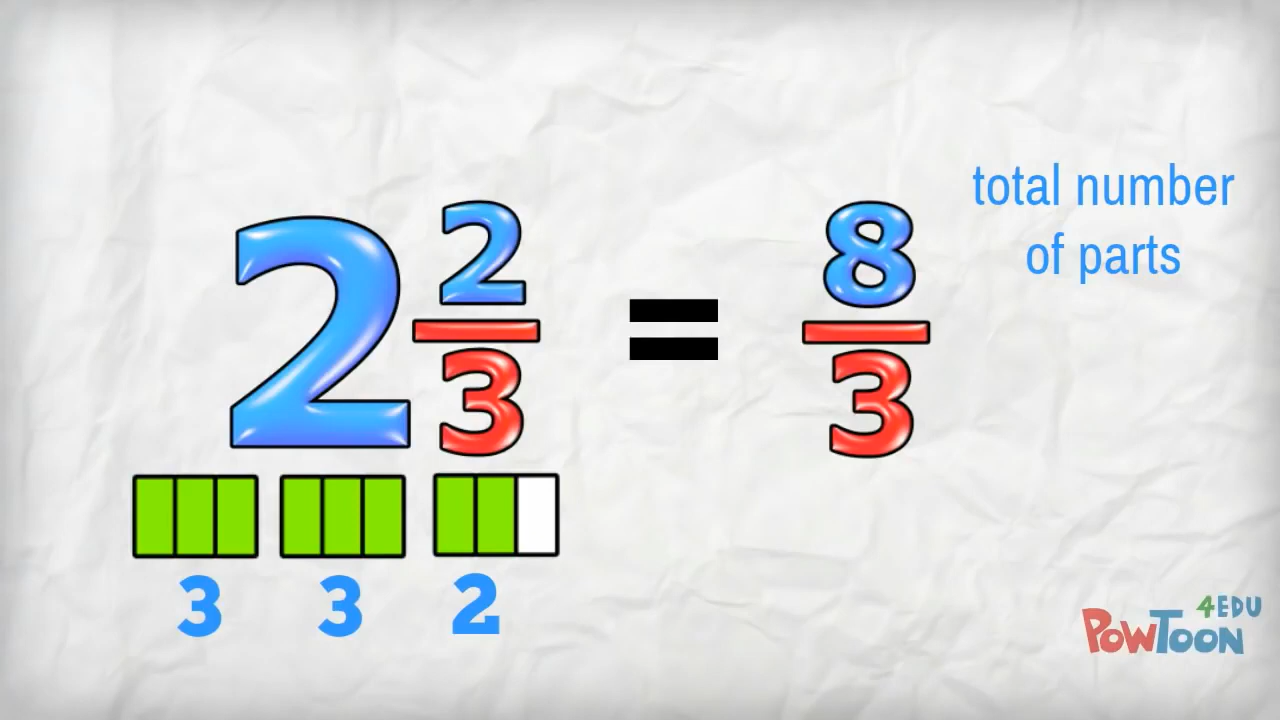 2 2/3 = 8/3
total number
of parts
3 3 2
4EDU
POWTOON